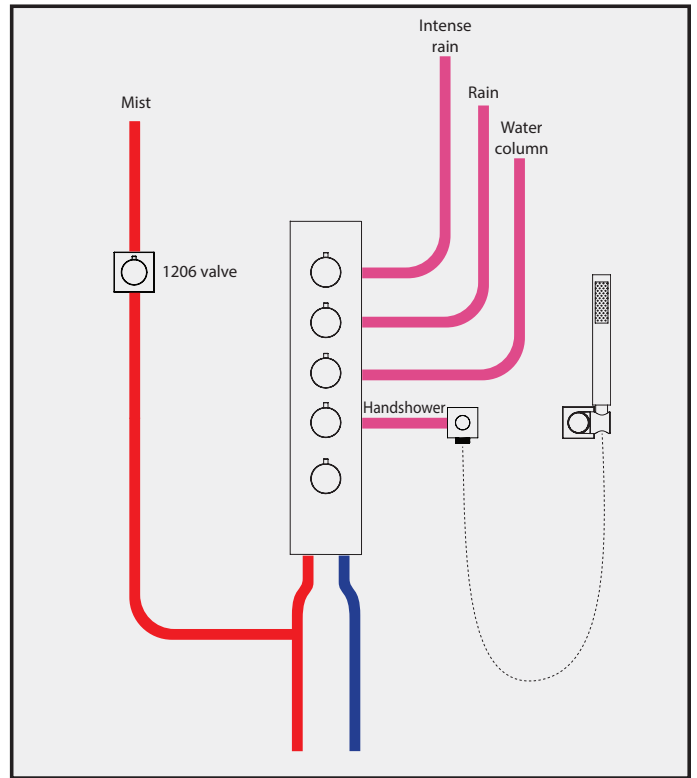 Intense
rain
Rain
Mist
Water
column
1206 valve
Handshower